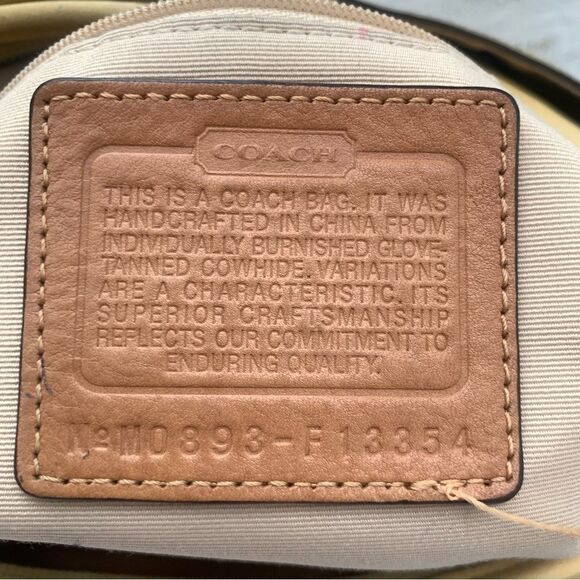 COACH
THIS IS A COACH BAG. IT WAS
HANDCRAFTED IN CHINA FROM
INDIVIDUALLY BURNISHED GLOVE-
TANNED COWHIDE. VARIATIONS
ARE A CHARACTERISTIC. ITS
SUPERIOR CRAFTSMANSHIP
REFLECTS OUR COMMITMENT TO
ENDURING QUALITY.
Nº M0893-F13354